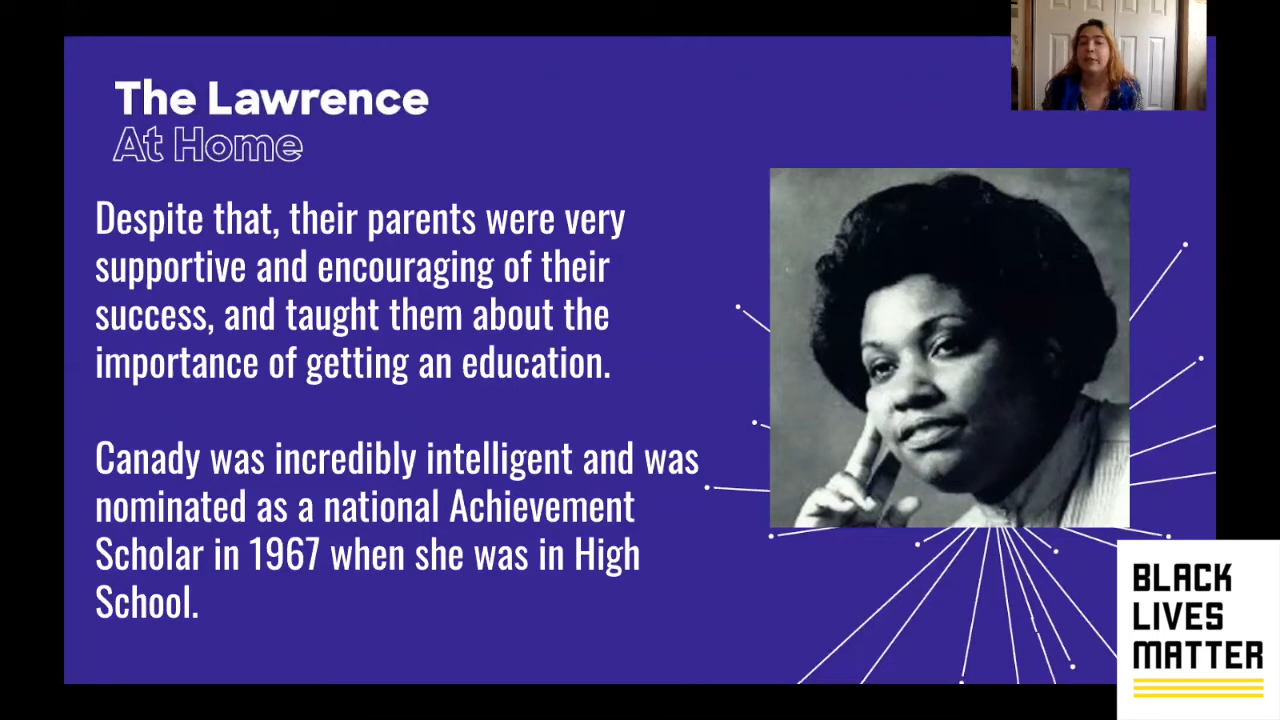 The Lawrence
At Home
Despite that, their parents were very
supportive and encouraging of their
success, and taught them about the
importance of getting an education.
Canady was incredibly intelligent and was
nominated as a national Achievement
Scholar in 1967 when she was in High
School.
BLACK
LIVES
MATTER